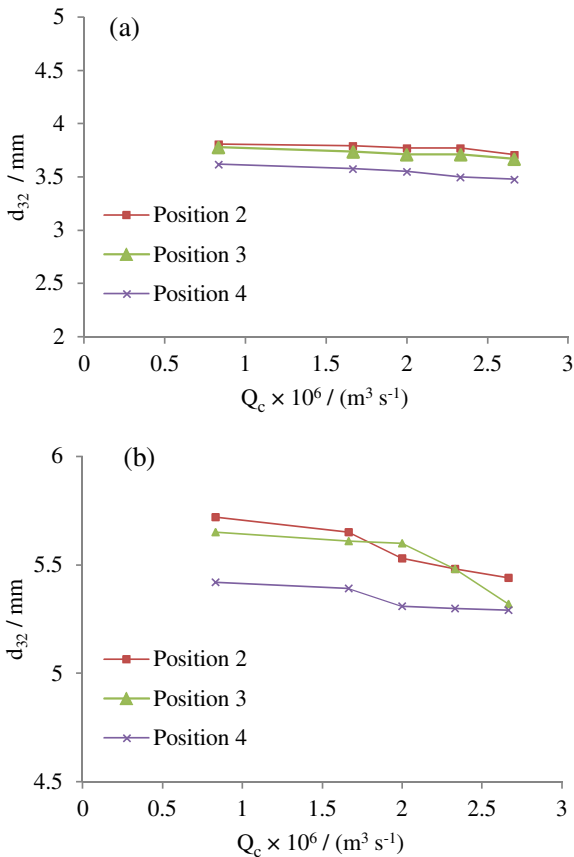 (a)
5
4.5
4
3.5
3
2.5
2
d32 / mm
Position 2
Position 3
Position 4
0 0.5 1 1.5 2 2.5 3
Qc × 10⁶ / (m³ s⁻¹)
(b)
6
5.5
5
4.5
d32 / mm
Position 2
Position 3
Position 4
0 0.5 1 1.5 2 2.5 3
Qc × 10⁶ / (m³ s⁻¹)